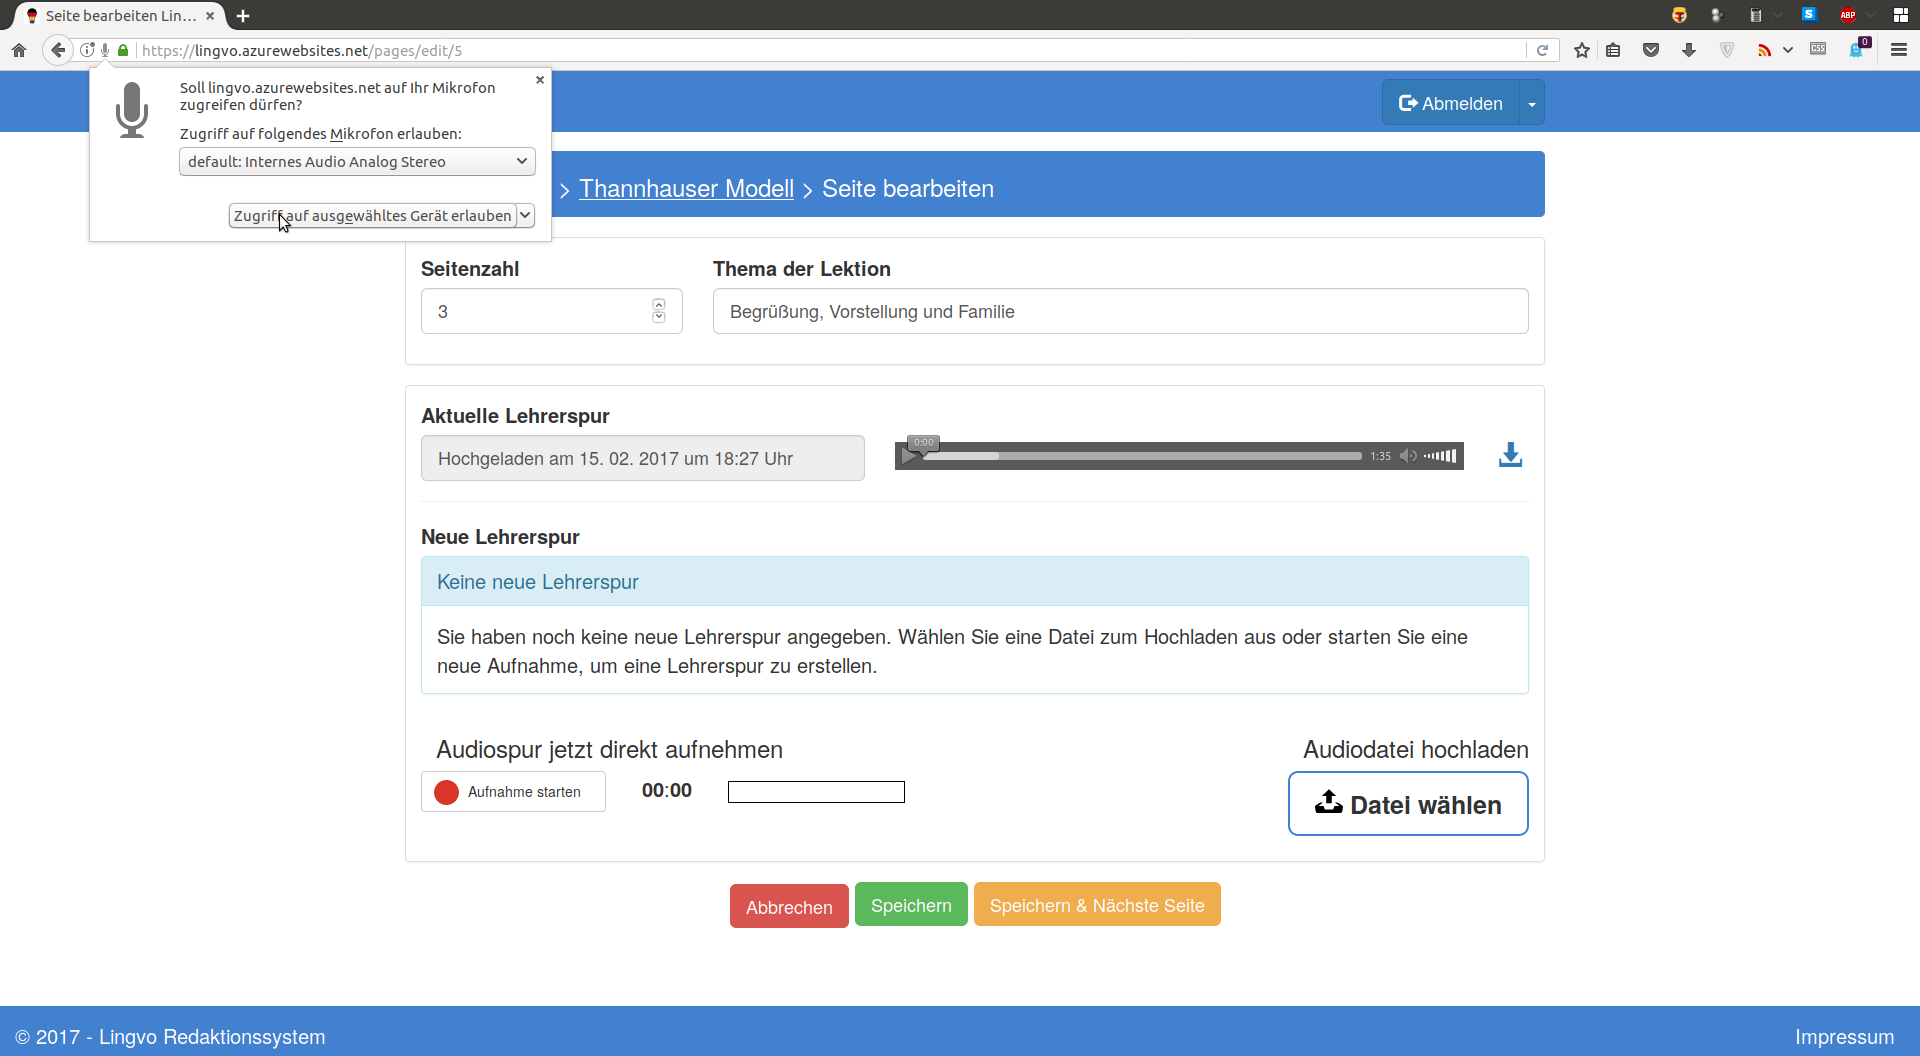 Seite bearbeiten Lin...
https://lingvo.azurewebsites.net/pages/edit/5
S
ABP
CSS
0
Soll lingvo.azurewebsites.net auf Ihr Mikrofon
zugreifen dürfen?
Zugriff auf folgendes Mikrofon erlauben:
default: Internes Audio Analog Stereo
Zugriff auf ausgewähltes Gerät erlauben
Abmelden
> Thannhauser Modell > Seite bearbeiten
Seitenzahl
3
Thema der Lektion
Begrüßung, Vorstellung und Familie
Aktuelle Lehrerspur
Hochgeladen am 15. 02. 2017 um 18:27 Uhr
0:00
1:35
Neue Lehrerspur
Keine neue Lehrerspur
Sie haben noch keine neue Lehrerspur angegeben. Wählen Sie eine Datei zum Hochladen aus oder starten Sie eine
neue Aufnahme, um eine Lehrerspur zu erstellen.
Audiospur jetzt direkt aufnehmen
Aufnahme starten
00:00
Audiodatei hochladen
Datei wählen
Abbrechen
Speichern
Speichern & Nächste Seite
© 2017 - Lingvo Redaktionssystem
Impressum